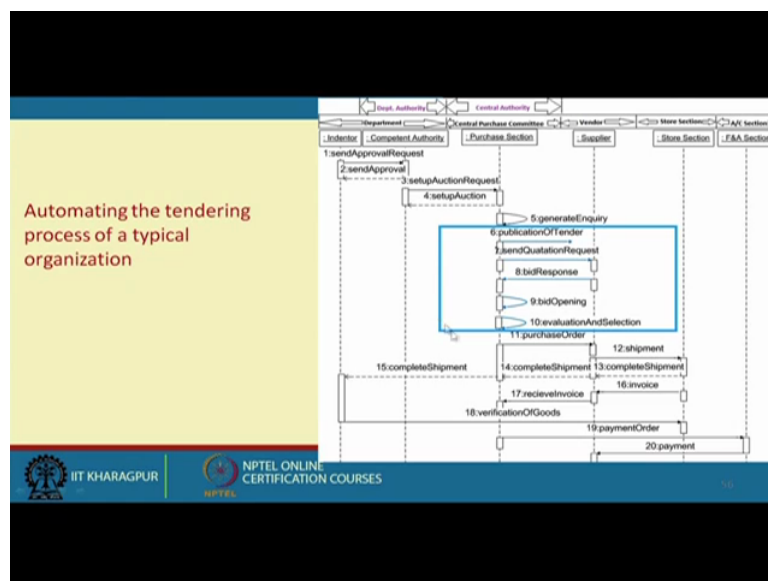 Dept. Authority
Central Authority
Department
Central Purchase Committee
Vendor
Store Section
A/C Section
: Indentor
: Competent Authority
: Purchase Section
: Supplier
: Store Section
: F&A Section
1:sendApprovalRequest
2:sendApproval
3:setupAuctionRequest
4:setupAuction
5:generateEnquiry
6:publicationOfTender
7:sendQuatationRequest
8:bidResponse
9:bidOpening
10:evaluationAndSelection
11:purchaseOrder
12:shipment
15:completeShipment
14:completeShipment
13:completeShipment
16:invoice
17:recieveInvoice
18:verificationOfGoods
19:paymentOrder
20:payment
Automating the tendering
process of a typical
organization
IIT KHARAGPUR
NPTEL
NPTEL ONLINE
CERTIFICATION COURSES